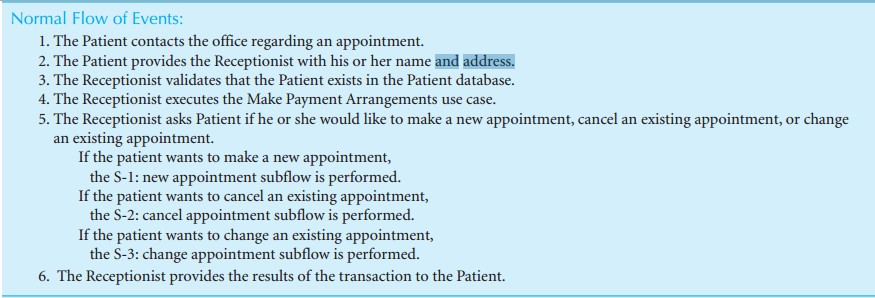 Normal Flow of Events:
1. The Patient contacts the office regarding an appointment.
2. The Patient provides the Receptionist with his or her name and address.
3. The Receptionist validates that the Patient exists in the Patient database.
4. The Receptionist executes the Make Payment Arrangements use case.
5. The Receptionist asks Patient if he or she would like to make a new appointment, cancel an existing appointment, or change
an existing appointment.
If the patient wants to make a new appointment,
the S-1: new appointment subflow is performed.
If the patient wants to cancel an existing appointment,
the S-2: cancel appointment subflow is performed.
If the patient wants to change an existing appointment,
the S-3: change appointment subflow is performed.
6. The Receptionist provides the results of the transaction to the Patient.